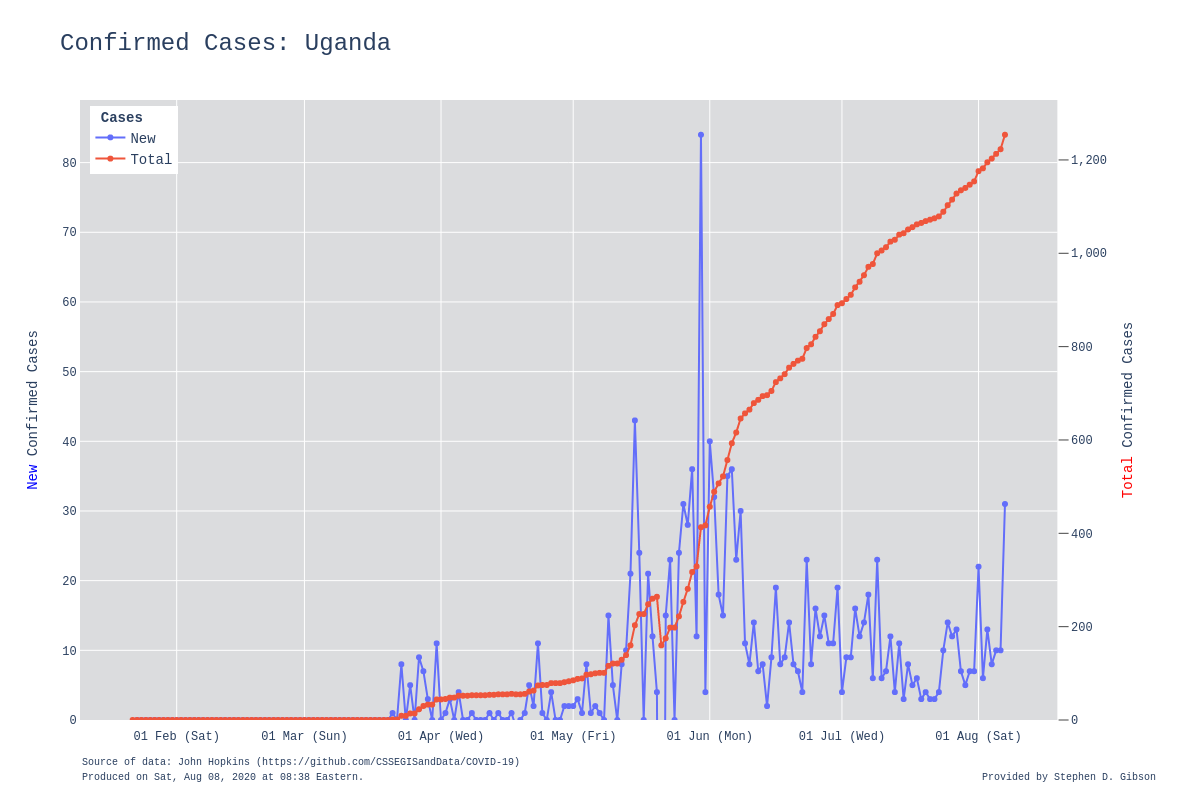 Confirmed Cases: Uganda
Cases
New
Total
80
70
60
50
40
30
20
10
0
1,200
1,000
800
600
400
200
0
New Confirmed Cases
Total Confirmed Cases
01 Feb (Sat)
01 Mar (Sun)
01 Apr (Wed)
01 May (Fri)
01 Jun (Mon)
01 Jul (Wed)
01 Aug (Sat)
Source of data: John Hopkins (https://github.com/CSSEGISandData/COVID-19)
Produced on Sat, Aug 08, 2020 at 08:38 Eastern.
Provided by Stephen D. Gibson